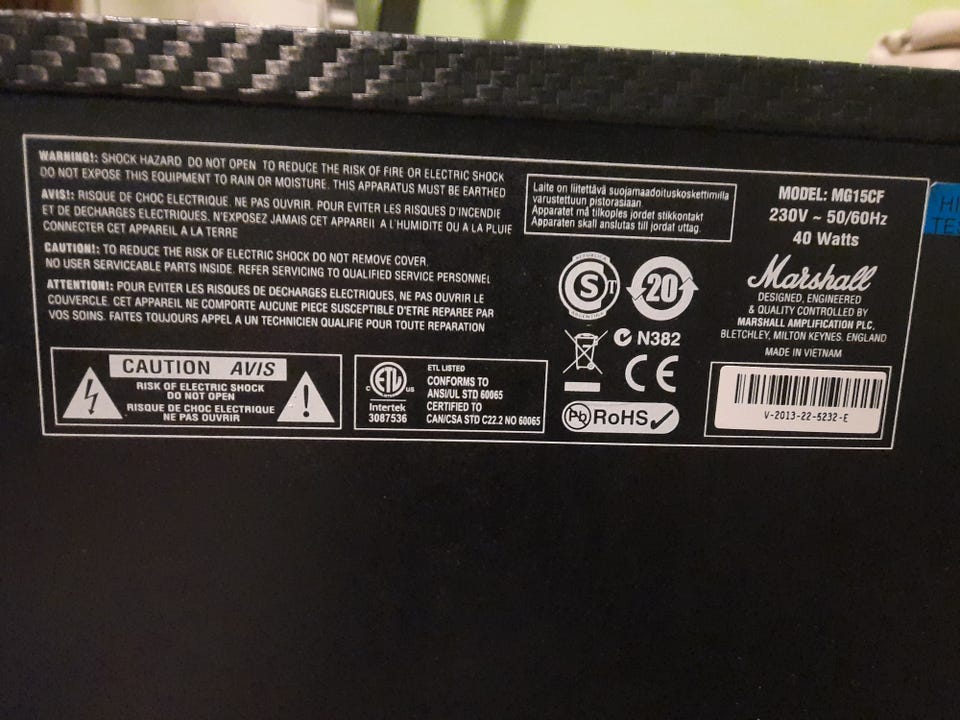 WARNING!: SHOCK HAZARD DO NOT OPEN TO REDUCE THE RISK OF FIRE OR ELECTRIC SHOCK
DO NOT EXPOSE THIS EQUIPMENT TO RAIN OR MOISTURE. THIS APPARATUS MUST BE EARTHED
AVIS!: RISQUE DE CHOC ELECTRIQUE. NE PAS OUVRIR. POUR EVITER LES RISQUES D'INCENDIE
ET DE DECHARGES ELECTRIQUES, N'EXPOSEZ JAMAIS CET APPAREIL A L'HUMIDITE OU A LA PLUIE
CONNECTER CET APPAREIL A LA TERRE
CAUTION!: TO REDUCE THE RISK OF ELECTRIC SHOCK DO NOT REMOVE COVER.
NO USER SERVICEABLE PARTS INSIDE. REFER SERVICING TO QUALIFIED SERVICE PERSONNEL
ATTENTION!: POUR EVITER LES RISQUES DE DECHARGES ELECTRIQUES, NE PAS OUVRIR LE
COUVERCLE. CET APPAREIL NE COMPORTE AUCUNE PIECE SUSCEPTIBLE D'ETRE REPAREE PAR
VOS SOINS. FAITES TOUJOURS APPEL A UN TECHNICIEN QUALIFIE POUR TOUTE REPARATION
CAUTION AVIS
RISK OF ELECTRIC SHOCK
DO NOT OPEN
RISQUE DE CHOC ELECTRIQUE
NE PAS OUVRIR
!
C ETL US
Intertek
3087536
ETL LISTED
CONFORMS TO
ANSI/UL STD 60065
CERTIFIED TO
CAN/CSA STD C22.2 NO 60065
Laite on liitettävä suojamaadoituskoskettimilla
varustettuun pistorasiaan.
Apparatet må tilkoples jordet stikkontakt
Apparaten skall anslutas till jordat uttag.
S T
ARGENTINA
20
N382
CE
Pb RoHS
MODEL: MG15CF
230V ~ 50/60Hz
40 Watts
Marshall
DESIGNED, ENGINEERED
& QUALITY CONTROLLED BY
MARSHALL AMPLIFICATION PLC,
BLETCHLEY, MILTON KEYNES. ENGLAND
MADE IN VIETNAM
V-2013-22-5232-E